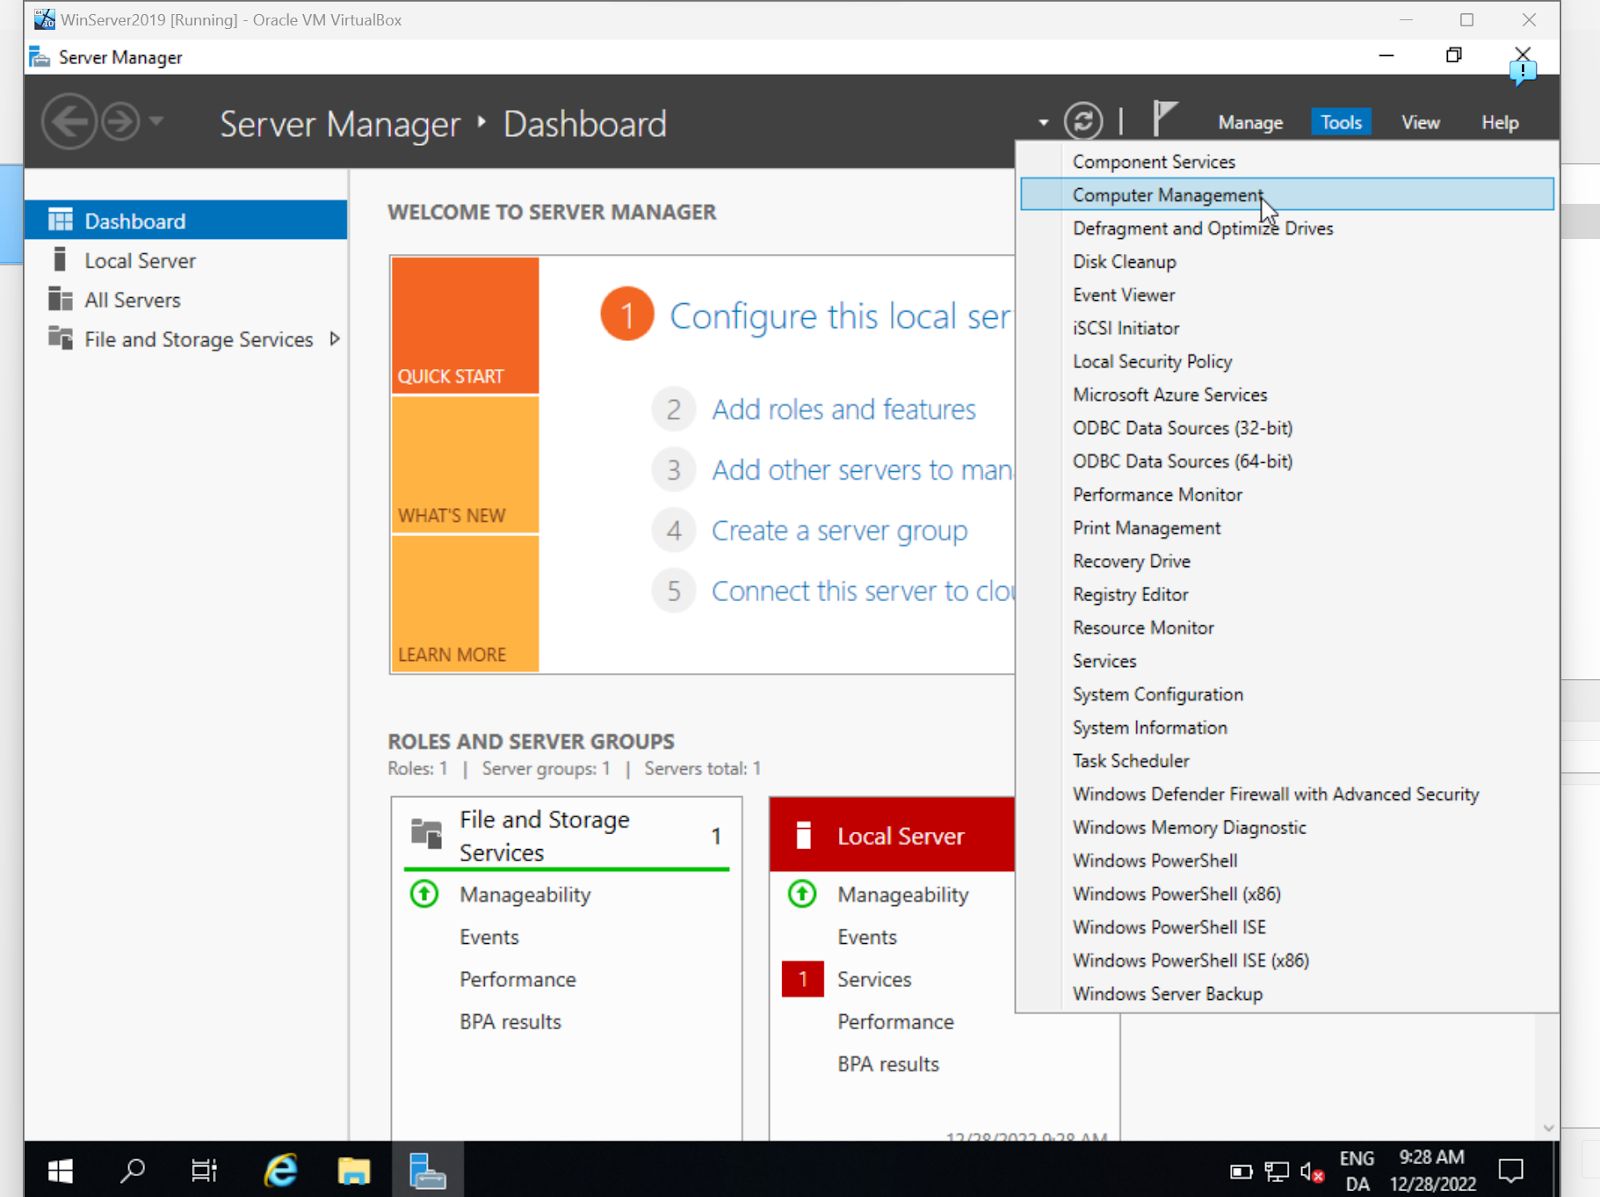 WinServer2019 [Running] - Oracle VM VirtualBox
Server Manager
Server Manager ‣ Dashboard
Manage Tools View Help
Dashboard
Local Server
All Servers
File and Storage Services
WELCOME TO SERVER MANAGER
QUICK START
WHAT'S NEW
LEARN MORE
1 Configure this local ser
2 Add roles and features
3 Add other servers to man
4 Create a server group
5 Connect this server to clou
Component Services
Computer Management
Defragment and Optimize Drives
Disk Cleanup
Event Viewer
iSCSI Initiator
Local Security Policy
Microsoft Azure Services
ODBC Data Sources (32-bit)
ODBC Data Sources (64-bit)
Performance Monitor
Print Management
Recovery Drive
Registry Editor
Resource Monitor
Services
System Configuration
System Information
Task Scheduler
Windows Defender Firewall with Advanced Security
Windows Memory Diagnostic
Windows PowerShell
Windows PowerShell (x86)
Windows PowerShell ISE
Windows PowerShell ISE (x86)
Windows Server Backup
ROLES AND SERVER GROUPS
Roles: 1 | Server groups: 1 | Servers total: 1
File and Storage
Services
1
Manageability
Events
Performance
BPA results
Local Server
Manageability
Events
1 Services
Performance
BPA results
12/28/2022 9:28 AM
ENG
DA
9:28 AM
12/28/2022